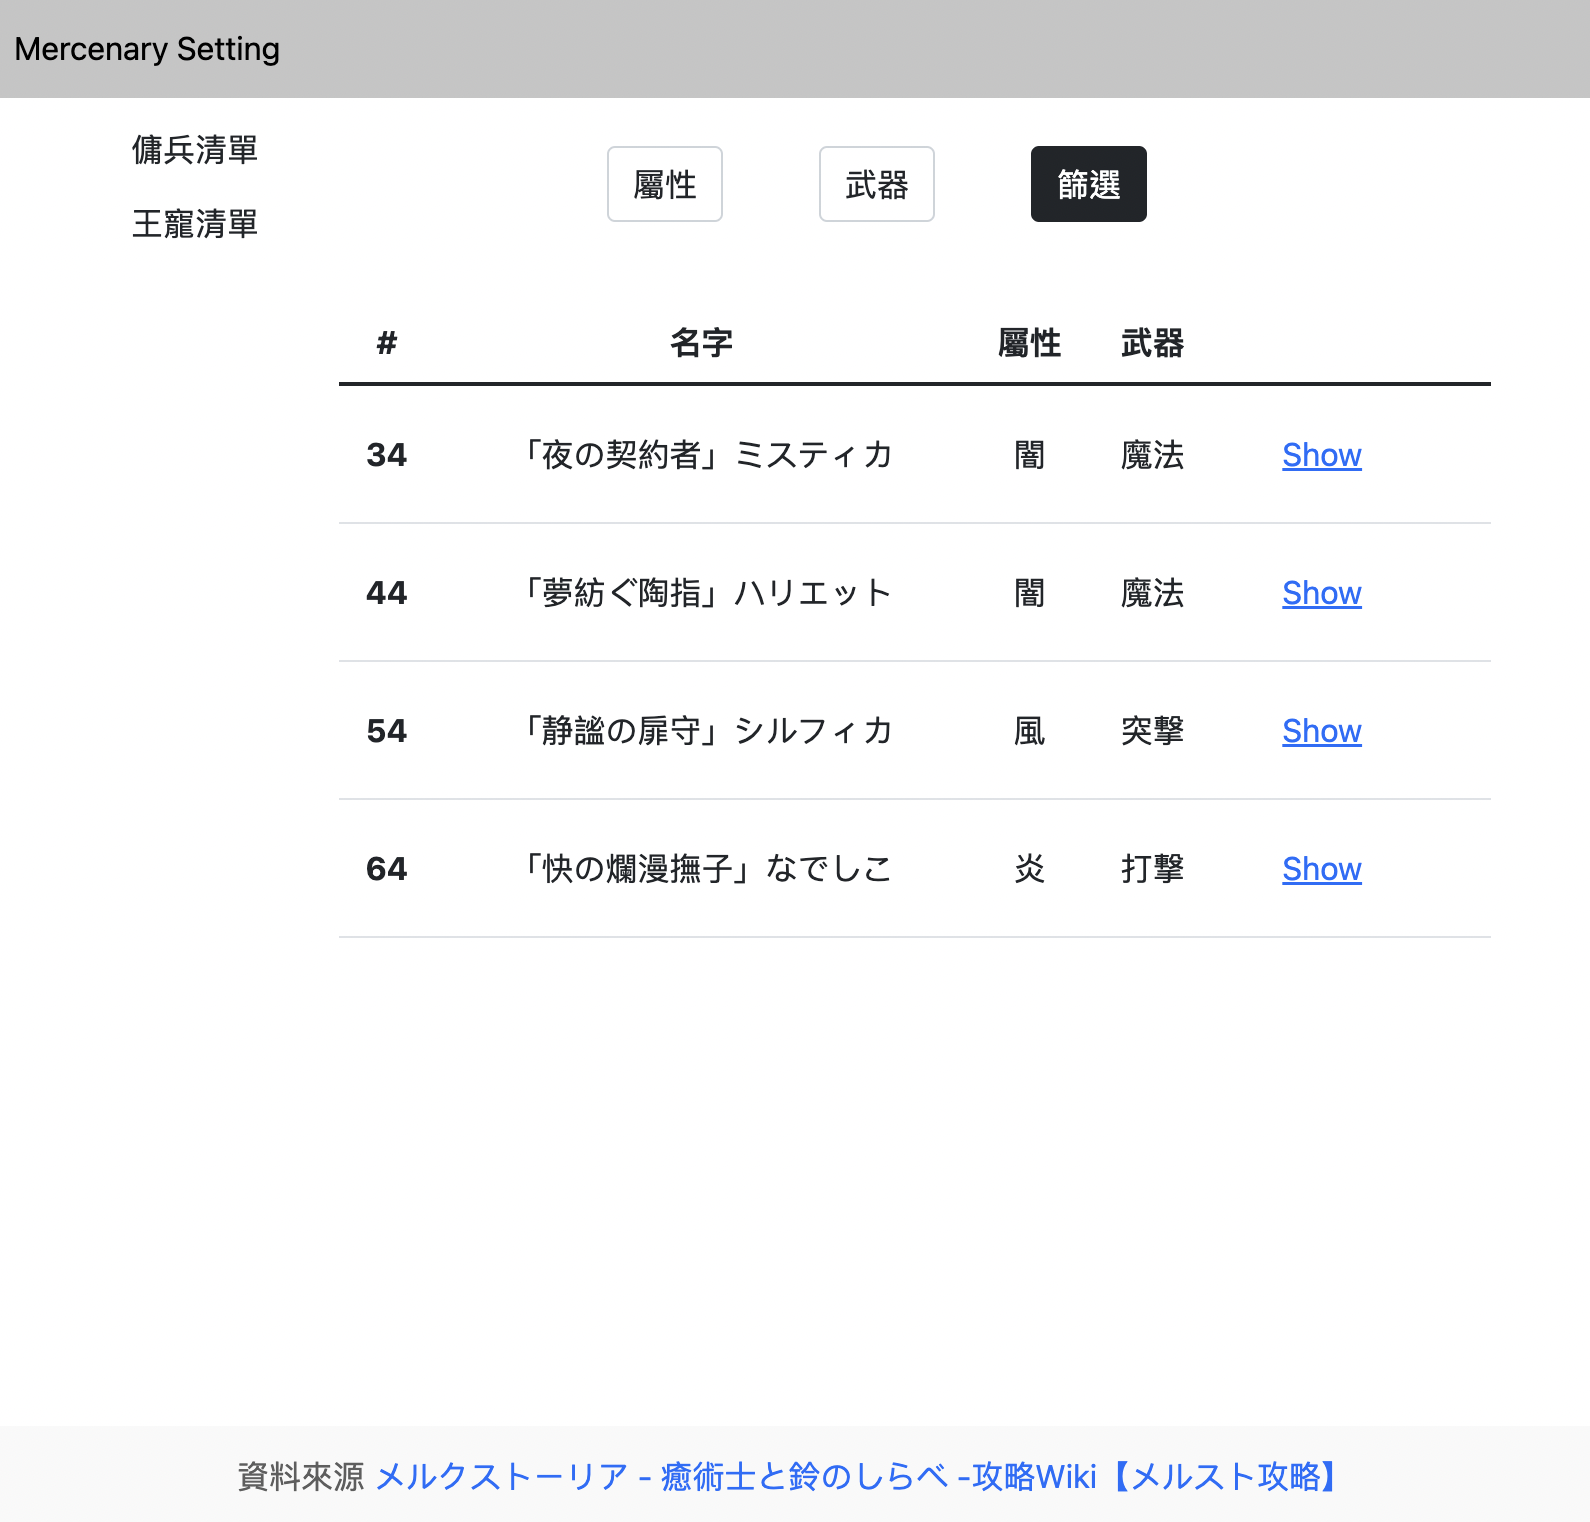 Mercenary Setting
傭兵清單
王寵清單
屬性 武器 篩選
# 名字 屬性 武器
34 「夜の契約者」ミスティカ 闇 魔法 Show
44 「夢紡ぐ陶指」ハリエット 闇 魔法 Show
54 「静謐の扉守」シルフィカ 風 突撃 Show
64 「快の爛漫撫子」なでしこ 炎 打撃 Show
資料來源 メルクストーリア - 癒術士と鈴のしらべ -攻略Wiki【メルスト攻略】